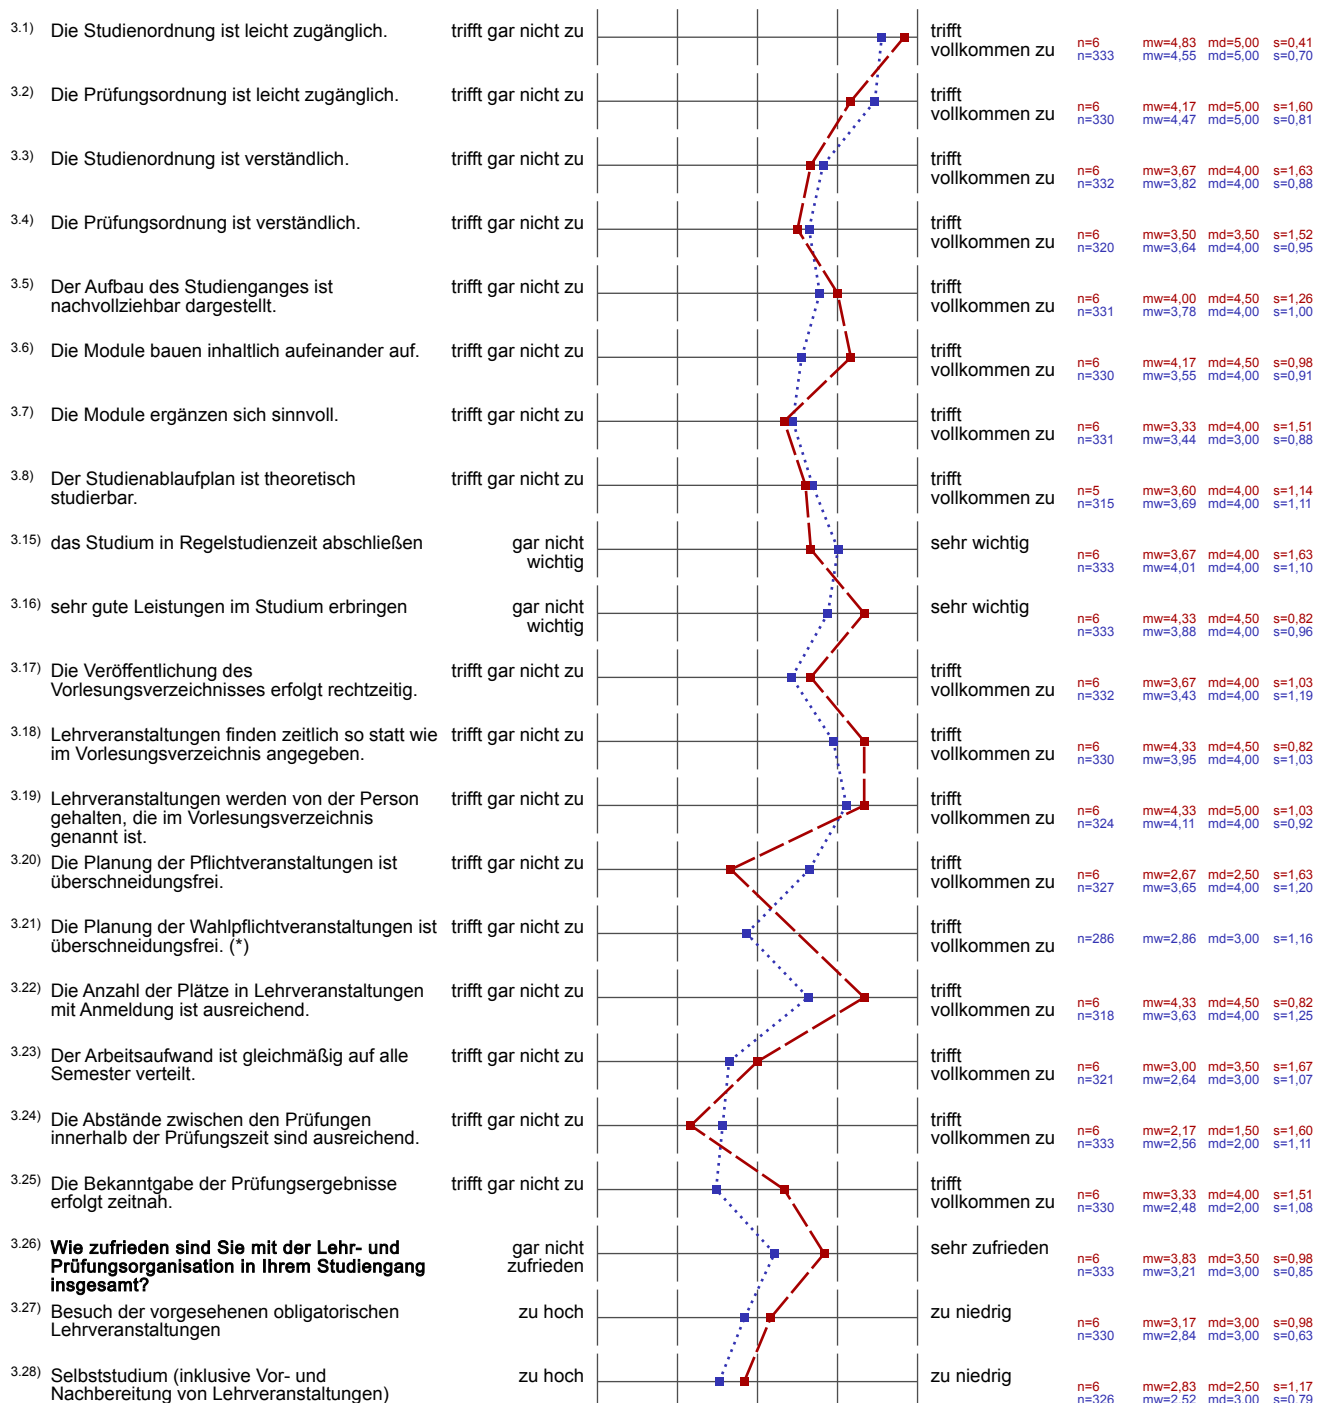 3.1) Die Studienordnung ist leicht zugänglich. trifft gar nicht zu trifft
vollkommen zu
n=6 mw=4,83 md=5,00 s=0,41
n=333 mw=4,55 md=5,00 s=0,70
3.2) Die Prüfungsordnung ist leicht zugänglich. trifft gar nicht zu trifft
vollkommen zu
n=6 mw=4,17 md=5,00 s=1,60
n=330 mw=4,47 md=5,00 s=0,81
3.3) Die Studienordnung ist verständlich. trifft gar nicht zu trifft
vollkommen zu
n=6 mw=3,67 md=4,00 s=1,63
n=332 mw=3,82 md=4,00 s=0,88
3.4) Die Prüfungsordnung ist verständlich. trifft gar nicht zu trifft
vollkommen zu
n=6 mw=3,50 md=3,50 s=1,52
n=320 mw=3,64 md=4,00 s=0,95
3.5) Der Aufbau des Studienganges ist trifft gar nicht zu trifft
nachvollziehbar dargestellt. vollkommen zu
n=6 mw=4,00 md=4,50 s=1,26
n=331 mw=3,78 md=4,00 s=1,00
3.6) Die Module bauen inhaltlich aufeinander auf. trifft gar nicht zu trifft
vollkommen zu
n=6 mw=4,17 md=4,50 s=0,98
n=330 mw=3,55 md=4,00 s=0,91
3.7) Die Module ergänzen sich sinnvoll. trifft gar nicht zu trifft
vollkommen zu
n=6 mw=3,33 md=4,00 s=1,51
n=331 mw=3,44 md=3,00 s=0,88
3.8) Der Studienablaufplan ist theoretisch trifft gar nicht zu trifft
studierbar. vollkommen zu
n=5 mw=3,60 md=4,00 s=1,14
n=315 mw=3,69 md=4,00 s=1,11
3.15) das Studium in Regelstudienzeit abschließen gar nicht sehr wichtig
wichtig
n=6 mw=3,67 md=4,00 s=1,63
n=333 mw=4,01 md=4,00 s=1,10
3.16) sehr gute Leistungen im Studium erbringen gar nicht sehr wichtig
wichtig
n=6 mw=4,33 md=4,50 s=0,82
n=333 mw=3,88 md=4,00 s=0,96
3.17) Die Veröffentlichung des trifft gar nicht zu trifft
Vorlesungsverzeichnisses erfolgt rechtzeitig. vollkommen zu
n=6 mw=3,67 md=4,00 s=1,03
n=332 mw=3,43 md=4,00 s=1,19
3.18) Lehrveranstaltungen finden zeitlich so statt wie trifft gar nicht zu trifft
im Vorlesungsverzeichnis angegeben. vollkommen zu
n=6 mw=4,33 md=4,50 s=0,82
n=330 mw=3,95 md=4,00 s=1,03
3.19) Lehrveranstaltungen werden von der Person trifft gar nicht zu trifft
gehalten, die im Vorlesungsverzeichnis vollkommen zu
genannt ist.
n=6 mw=4,33 md=5,00 s=1,03
n=324 mw=4,11 md=4,00 s=0,92
3.20) Die Planung der Pflichtveranstaltungen ist trifft gar nicht zu trifft
überschneidungsfrei. vollkommen zu
n=6 mw=2,67 md=2,50 s=1,63
n=327 mw=3,65 md=4,00 s=1,20
3.21) Die Planung der Wahlpflichtveranstaltungen ist trifft gar nicht zu trifft
überschneidungsfrei. (*) vollkommen zu
n=286 mw=2,86 md=3,00 s=1,16
3.22) Die Anzahl der Plätze in Lehrveranstaltungen trifft gar nicht zu trifft
mit Anmeldung ist ausreichend. vollkommen zu
n=6 mw=4,33 md=4,50 s=0,82
n=318 mw=3,63 md=4,00 s=1,25
3.23) Der Arbeitsaufwand ist gleichmäßig auf alle trifft gar nicht zu trifft
Semester verteilt. vollkommen zu
n=6 mw=3,00 md=3,50 s=1,67
n=321 mw=2,64 md=3,00 s=1,07
3.24) Die Abstände zwischen den Prüfungen trifft gar nicht zu trifft
innerhalb der Prüfungszeit sind ausreichend. vollkommen zu
n=6 mw=2,17 md=1,50 s=1,60
n=333 mw=2,56 md=2,00 s=1,11
3.25) Die Bekanntgabe der Prüfungsergebnisse trifft gar nicht zu trifft
erfolgt zeitnah. vollkommen zu
n=6 mw=3,33 md=4,00 s=1,51
n=330 mw=2,48 md=2,00 s=1,08
3.26) Wie zufrieden sind Sie mit der Lehr- und gar nicht sehr zufrieden
Prüfungsorganisation in Ihrem Studiengang zufrieden
insgesamt?
n=6 mw=3,83 md=3,50 s=0,98
n=333 mw=3,21 md=3,00 s=0,85
3.27) Besuch der vorgesehenen obligatorischen zu hoch zu niedrig
Lehrveranstaltungen
n=6 mw=3,17 md=3,00 s=0,98
n=330 mw=2,84 md=3,00 s=0,63
3.28) Selbststudium (inklusive Vor- und zu hoch zu niedrig
Nachbereitung von Lehrveranstaltungen)
n=6 mw=2,83 md=2,50 s=1,17
n=326 mw=2,52 md=3,00 s=0,79